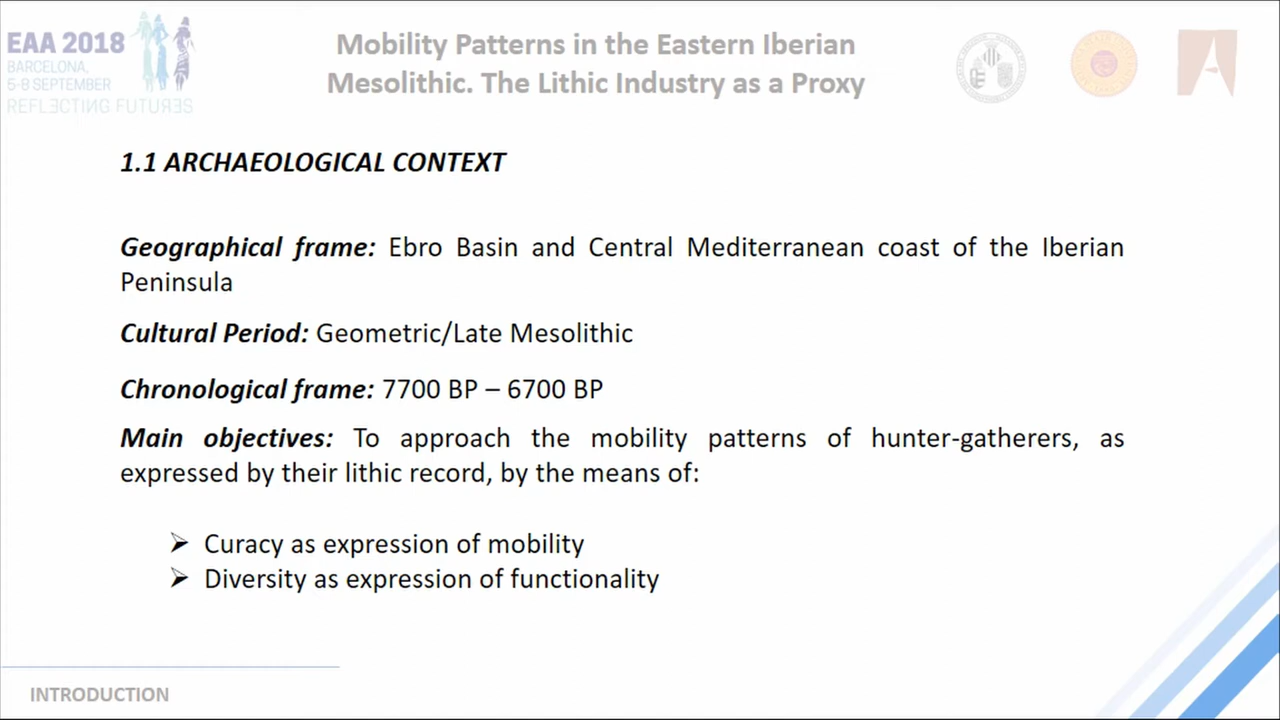 EAA 2018
BARCELONA,
5-8 SEPTEMBER
REFLECTING FUTURES
Mobility Patterns in the Eastern Iberian
Mesolithic. The Lithic Industry as a Proxy
1.1 ARCHAEOLOGICAL CONTEXT
Geographical frame: Ebro Basin and Central Mediterranean coast of the Iberian
Peninsula
Cultural Period: Geometric/Late Mesolithic
Chronological frame: 7700 BP – 6700 BP
Main objectives: To approach the mobility patterns of hunter-gatherers, as
expressed by their lithic record, by the means of:
➢ Curacy as expression of mobility
➢ Diversity as expression of functionality
INTRODUCTION